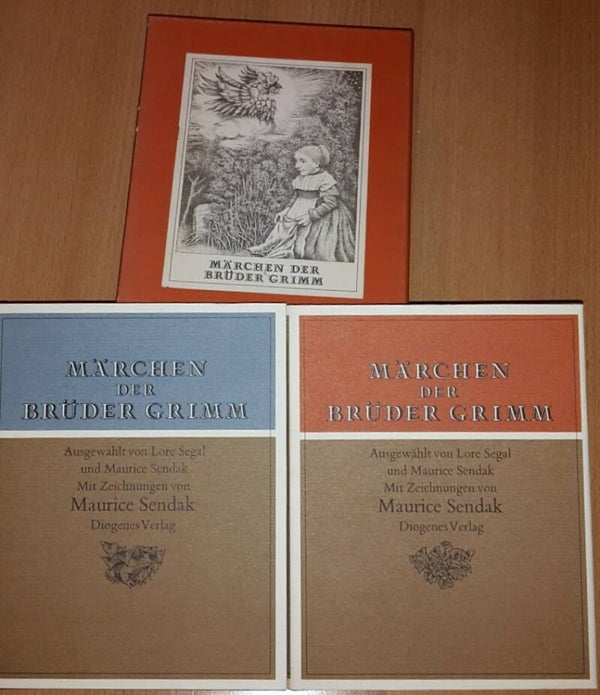 MÄRCHEN DER
BRÜDER GRIMM
MÄRCHEN
DER
BRÜDER GRIMM
Ausgewählt von Lore Segal
und Maurice Sendak
Mit Zeichnungen von
Maurice Sendak
Diogenes Verlag
MÄRCHEN
DER
BRÜDER GRIMM
Ausgewählt von Lore Segal
und Maurice Sendak
Mit Zeichnungen von
Maurice Sendak
Diogenes Verlag